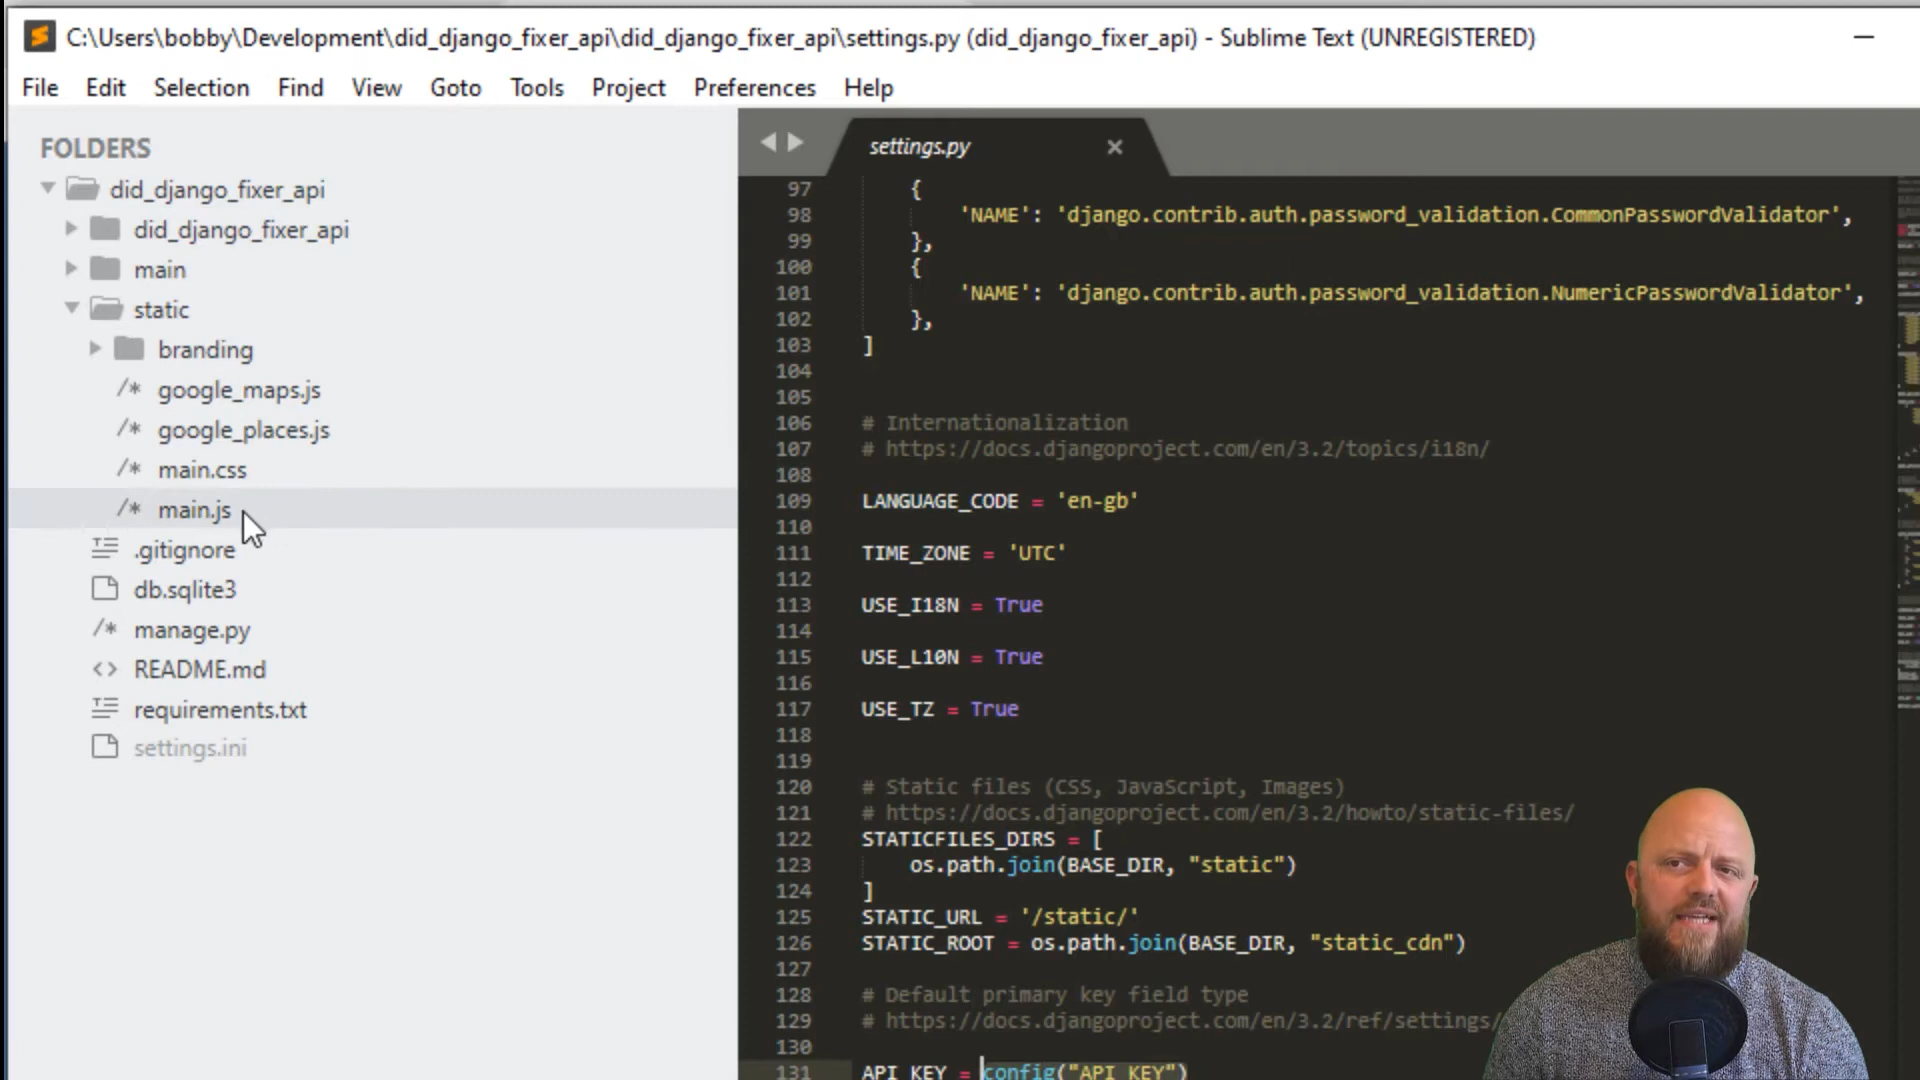 C:\Users\bobby\Development\did_django_fixer_api\did_django_fixer_api\settings.py (did_django_fixer_api) - Sublime Text (UNREGISTERED)
File Edit Selection Find View Goto Tools Project Preferences Help
FOLDERS
did_django_fixer_api
did_django_fixer_api
main
static
branding
/* google_maps.js
/* google_places.js
/* main.css
/* main.js
.gitignore
db.sqlite3
/* manage.py
<> README.md
requirements.txt
settings.ini
settings.py
97 {
98 'NAME': 'django.contrib.auth.password_validation.CommonPasswordValidator',
99 },
100 {
101 'NAME': 'django.contrib.auth.password_validation.NumericPasswordValidator',
102 },
103 ]
104
105
106 # Internationalization
107 # https://docs.djangoproject.com/en/3.2/topics/i18n/
108
109 LANGUAGE_CODE = 'en-gb'
110
111 TIME_ZONE = 'UTC'
112
113 USE_I18N = True
114
115 USE_L10N = True
116
117 USE_TZ = True
118
119
120 # Static files (CSS, JavaScript, Images)
121 # https://docs.djangoproject.com/en/3.2/howto/static-files/
122 STATICFILES_DIRS = [
123 os.path.join(BASE_DIR, "static")
124 ]
125 STATIC_URL = '/static/'
126 STATIC_ROOT = os.path.join(BASE_DIR, "static_cdn")
127
128 # Default primary key field type
129 # https://docs.djangoproject.com/en/3.2/ref/settings/
130
131 API_KEY = config("API_KEY")